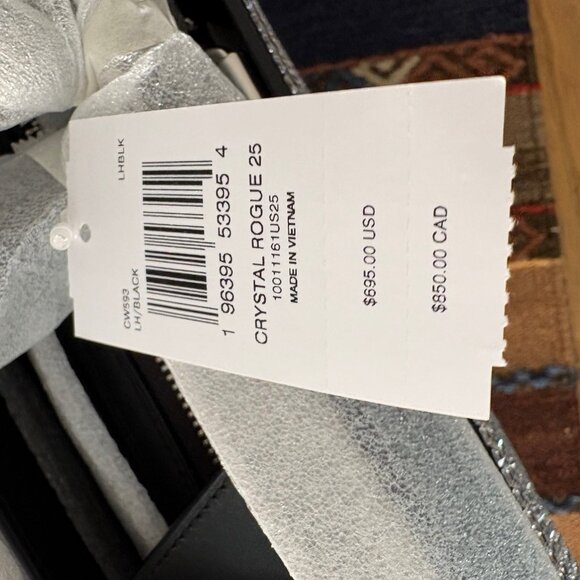 CW593
LHBLK
LH/BLACK
1 96395 53395 4
CRYSTAL ROGUE 25
10011161US25
MADE IN VIETNAM
$695.00 USD
$850.00 CAD